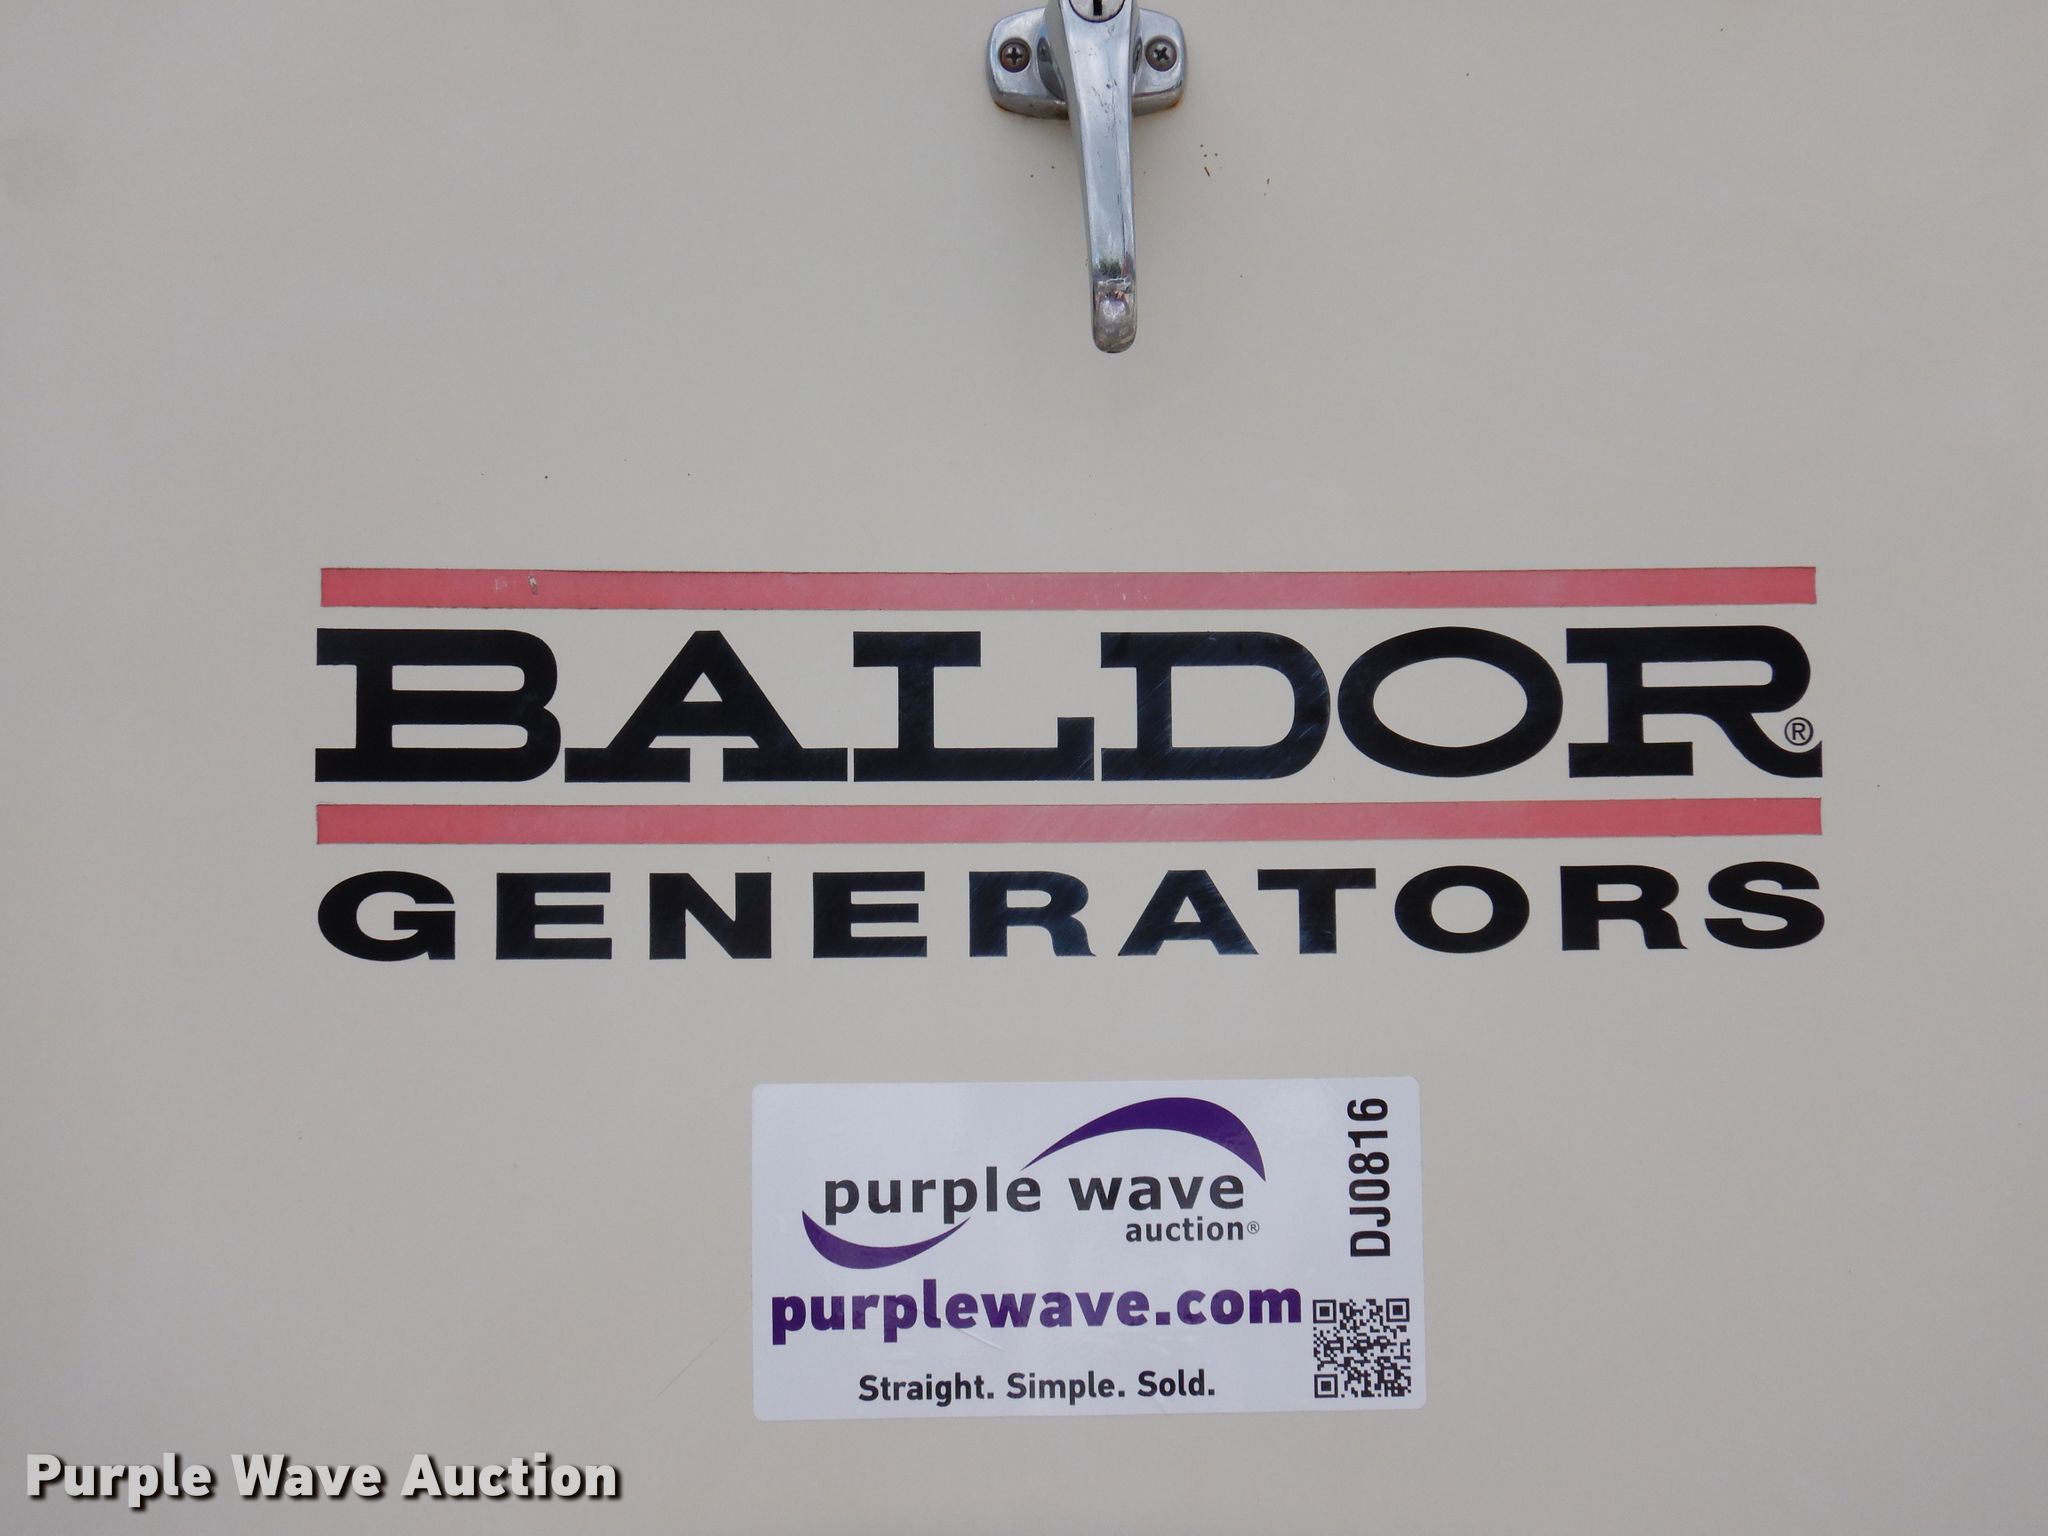 BALDOR®
GENERATORS
purple wave
auction®
purplewave.com
Straight. Simple. Sold.
DJ0816
Purple Wave Auction